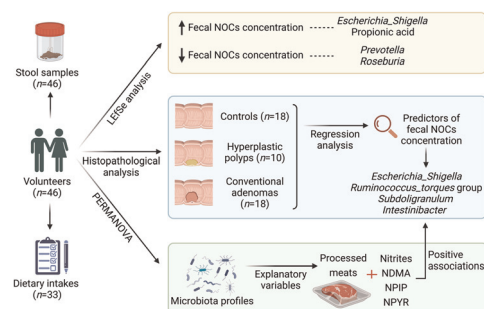 Stool samples
(n=46)
Volunteers
(n=46)
Dietary intakes
(n=33)
LEfSe analysis
Histopathological
analysis
PERMANOVA
Fecal NOCs concentration
Escherichia_Shigella
Propionic acid
Fecal NOCs concentration
Prevotella
Roseburia
Controls (n=18)
Hyperplastic
polyps (n=10)
Conventional
adenomas
(n=18)
Regression
analysis
Predictors of
fecal NOCs
concentration
Escherichia_Shigella
Ruminococcus_torques group
Subdoligranulum
Intestinibacter
Microbiota profiles
Explanatory
variables
Processed
meats
+
Nitrites
NDMA
NPIP
NPYR
Positive
associations